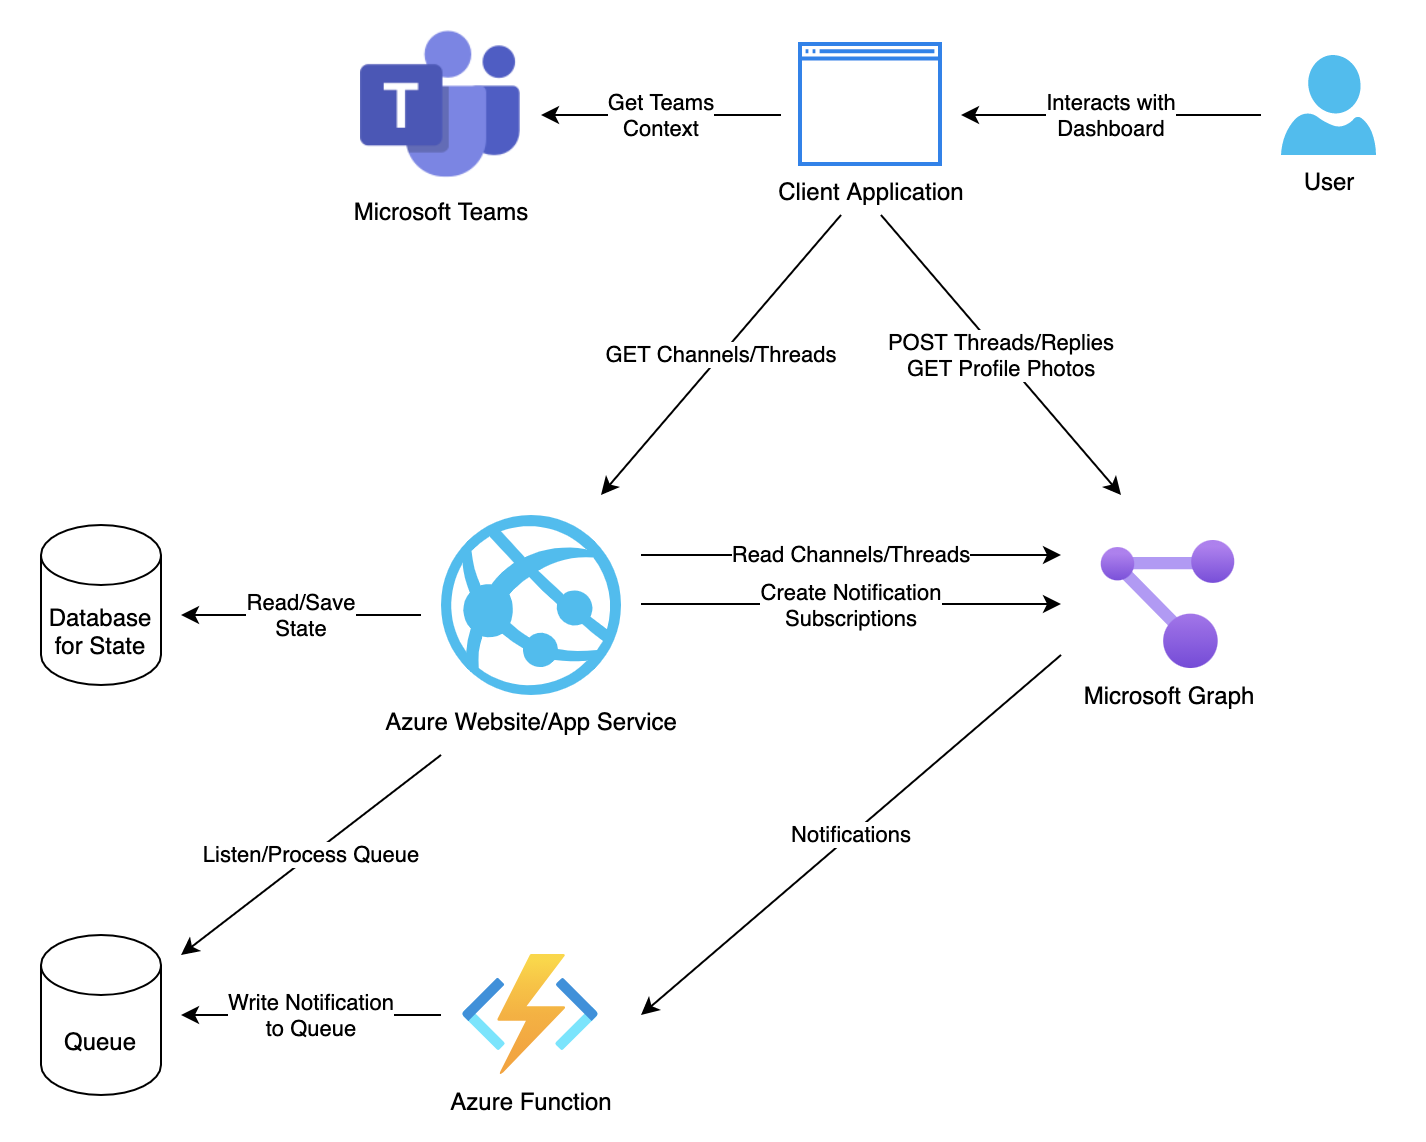 T
Get Teams
Context
Interacts with
Dashboard
Microsoft Teams
Client Application
User
GET Channels/Threads
POST Threads/Replies
GET Profile Photos
Database
for State
Read/Save
State
Read Channels/Threads
Create Notification
Subscriptions
Azure Website/App Service
Microsoft Graph
Listen/Process Queue
Notifications
Queue
Write Notification
to Queue
Azure Function